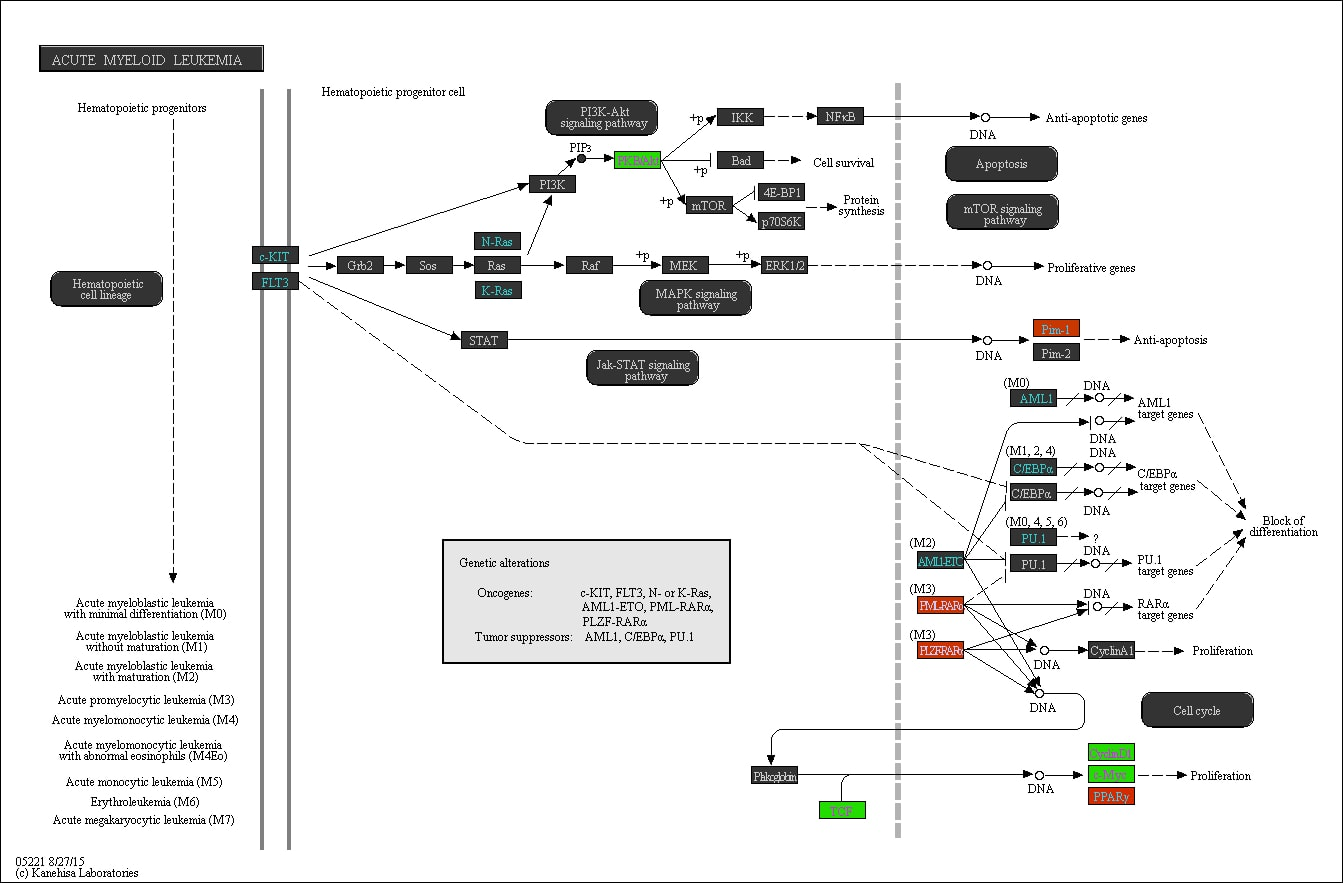 ACUTE MYELOID LEUKEMIA
Hematopoietic progenitors
Hematopoietic progenitor cell
Hematopoietic
cell lineage
c-KIT
FLT3
PI3K-Akt
signaling pathway
PIP3
PI3K
PKB/Akt
+p
IKK
NFκB
DNA
Anti-apoptotic genes
+p
Bad
Cell survival
Apoptosis
+p
mTOR
4E-BP1
p70S6K
Protein
synthesis
mTOR signaling
pathway
N-Ras
Grb2
Sos
Ras
K-Ras
Raf
+p
MEK
+p
ERK1/2
DNA
Proliferative genes
MAPK signaling
pathway
STAT
DNA
Pim-1
Pim-2
Anti-apoptosis
Jak-STAT signaling
pathway
(M0)
AML1
DNA
AML1
target genes
DNA
(M1, 2, 4)
C/EBPα
DNA
C/EBPα
target genes
C/EBPα
DNA
(M0, 4, 5, 6)
PU.1
?
Block of
differentiation
(M2)
AML1-ETO
PU.1
DNA
PU.1
target genes
(M3)
PML-RARα
DNA
RARα
target genes
(M3)
PLZF-RARα
DNA
CyclinA1
Proliferation
DNA
Cell cycle
Plakoglobin
TCF
DNA
CyclinD1
c-Myc
PPARγ
Proliferation
Genetic alterations
Oncogenes: c-KIT, FLT3, N- or K-Ras,
AML1-ETO, PML-RARα,
PLZF-RARα
Tumor suppressors: AML1, C/EBPα, PU.1
Acute myeloblastic leukemia
with minimal differentiation (M0)
Acute myeloblastic leukemia
without maturation (M1)
Acute myeloblastic leukemia
with maturation (M2)
Acute promyelocytic leukemia (M3)
Acute myelomonocytic leukemia (M4)
Acute myelomonocytic leukemia
with abnormal eosinophils (M4Eo)
Acute monocytic leukemia (M5)
Erythroleukemia (M6)
Acute megakaryocytic leukemia (M7)
05221 8/27/15
(c) Kanehisa Laboratories